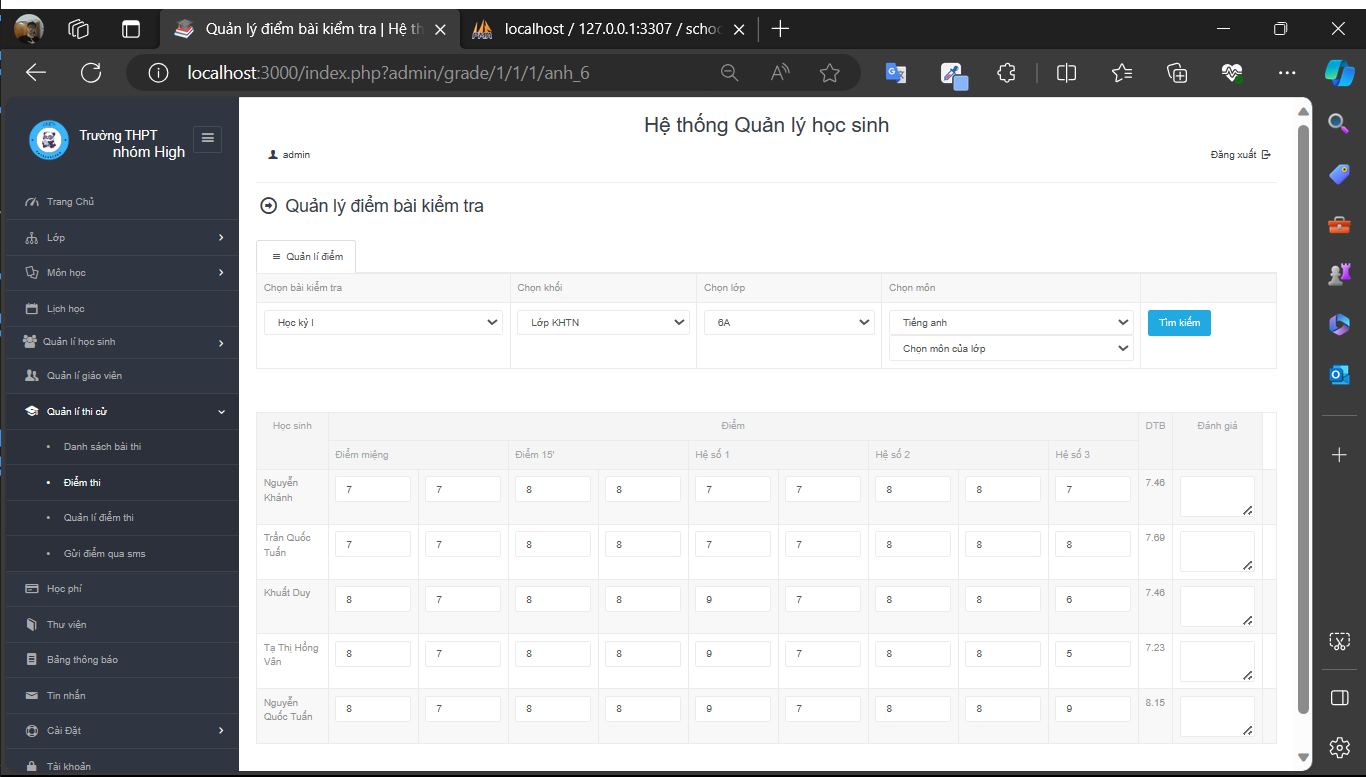 Quản lý điểm bài kiểm tra | Hệ th
localhost / 127.0.0.1:3307 / schoo
localhost:3000/index.php?admin/grade/1/1/1/anh_6
Trường THPT
nhóm High
Trang Chủ
Lớp
Môn học
Lịch học
Quản lí học sinh
Quản lí giáo viên
Quản lí thi cử
Danh sách bài thi
Điểm thi
Quản lí điểm thi
Gửi điểm qua sms
Học phí
Thư viện
Bảng thông báo
Tin nhắn
Cài Đặt
Tài khoản
Hệ thống Quản lý học sinh
admin
Đăng xuất
Quản lý điểm bài kiểm tra
Quản lí điểm
Chọn bài kiểm tra Chọn khối Chọn lớp Chọn môn
Học kỳ I Lớp KHTN 6A Tiếng anh Tìm kiếm
Chọn môn của lớp
Học sinh Điểm DTB Đánh giá
Điểm miệng Điểm 15' Hệ số 1 Hệ số 2 Hệ số 3
Nguyễn
Khánh 7 7 8 8 7 7 8 8 7 7.46
Trần Quốc
Tuấn 7 7 8 8 7 7 8 8 8 7.69
Khuất Duy 8 7 8 8 9 7 8 8 6 7.46
Tạ Thị Hồng
Vân 8 7 8 8 9 7 8 8 5 7.23
Nguyễn
Quốc Tuấn 8 7 8 8 9 7 8 8 9 8.15